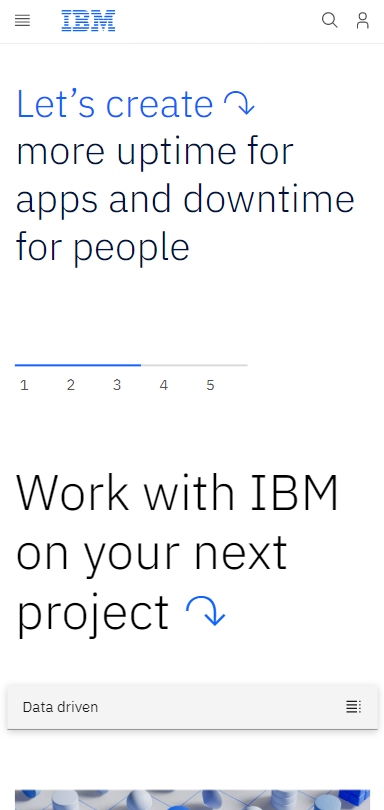 IBM
Let’s create
more uptime for
apps and downtime
for people
1 2 3 4 5
Work with IBM
on your next
project
Data driven